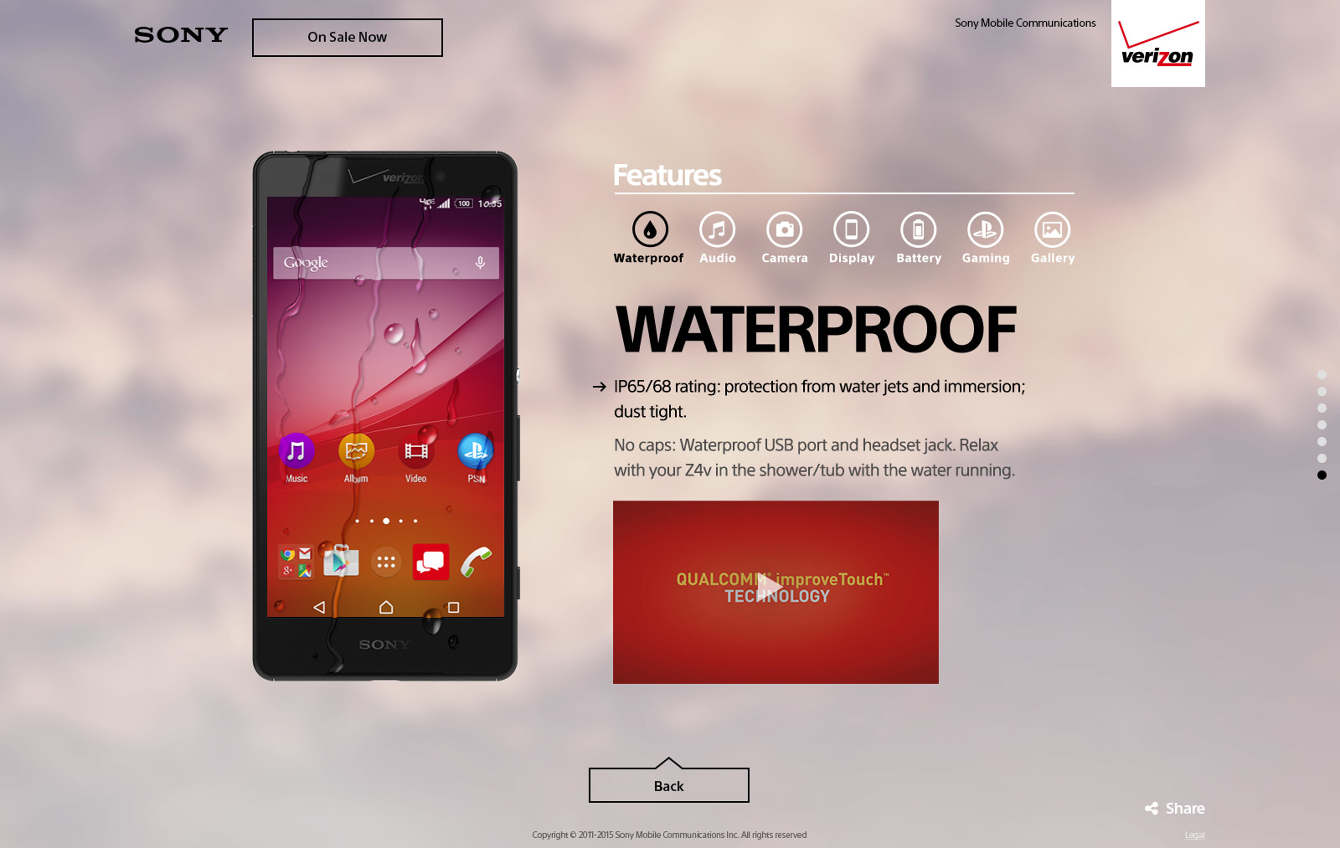 SONY
On Sale Now
Sony Mobile Communications
verizon
verizon
100 10:35
Google
Music Album Video PSN
SONY
Features
Waterproof Audio Camera Display Battery Gaming Gallery
WATERPROOF
IP65/68 rating: protection from water jets and immersion;
dust tight.
No caps: Waterproof USB port and headset jack. Relax
with your Z4v in the shower/tub with the water running.
QUALCOMM® improveTouch™
TECHNOLOGY
Back
Share
Copyright © 2011-2015 Sony Mobile Communications Inc. All rights reserved
Legal